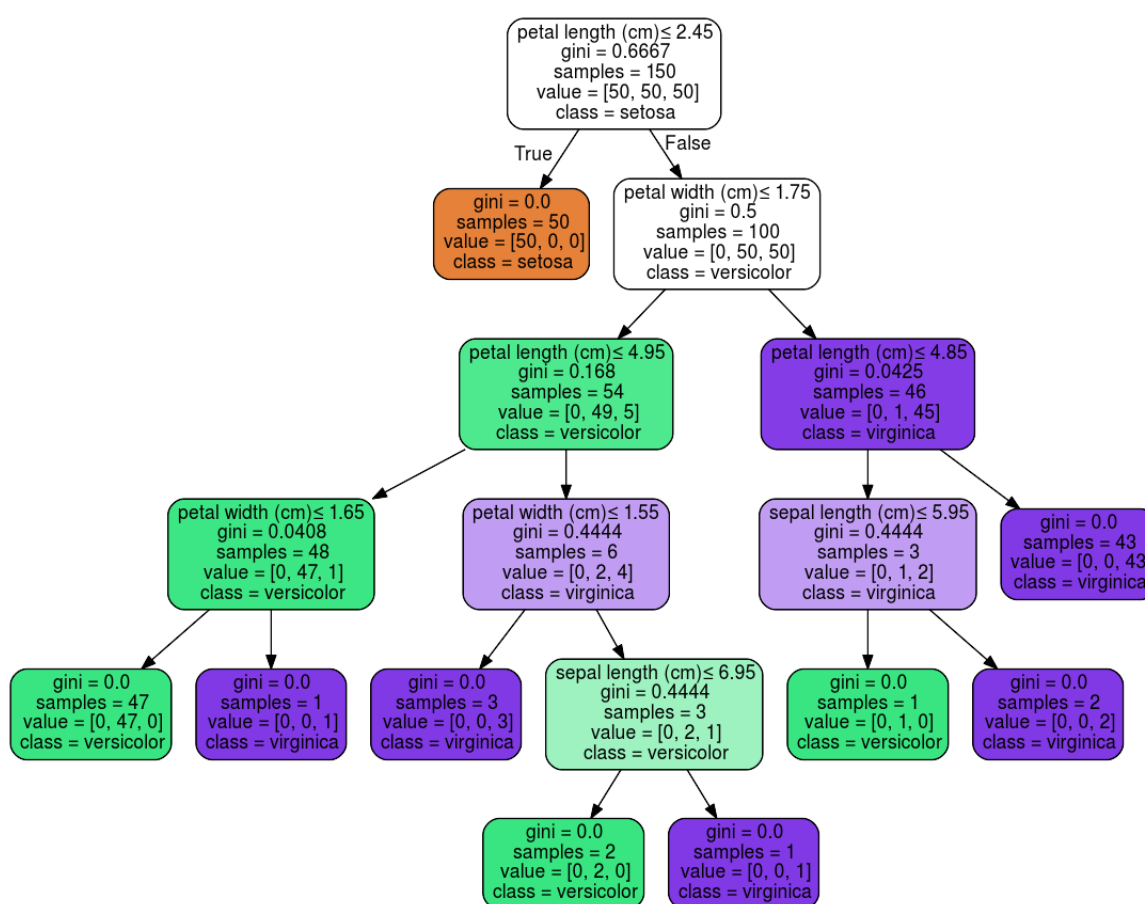 petal length (cm)≤ 2.45
gini = 0.6667
samples = 150
value = [50, 50, 50]
class = setosa
True
False
gini = 0.0
samples = 50
value = [50, 0, 0]
class = setosa
petal width (cm)≤ 1.75
gini = 0.5
samples = 100
value = [0, 50, 50]
class = versicolor
petal length (cm)≤ 4.95
gini = 0.168
samples = 54
value = [0, 49, 5]
class = versicolor
petal length (cm)≤ 4.85
gini = 0.0425
samples = 46
value = [0, 1, 45]
class = virginica
petal width (cm)≤ 1.65
gini = 0.0408
samples = 48
value = [0, 47, 1]
class = versicolor
petal width (cm)≤ 1.55
gini = 0.4444
samples = 6
value = [0, 2, 4]
class = virginica
sepal length (cm)≤ 5.95
gini = 0.4444
samples = 3
value = [0, 1, 2]
class = virginica
gini = 0.0
samples = 43
value = [0, 0, 43]
class = virginica
gini = 0.0
samples = 47
value = [0, 47, 0]
class = versicolor
gini = 0.0
samples = 1
value = [0, 0, 1]
class = virginica
gini = 0.0
samples = 3
value = [0, 0, 3]
class = virginica
sepal length (cm)≤ 6.95
gini = 0.4444
samples = 3
value = [0, 2, 1]
class = versicolor
gini = 0.0
samples = 1
value = [0, 1, 0]
class = versicolor
gini = 0.0
samples = 2
value = [0, 0, 2]
class = virginica
gini = 0.0
samples = 2
value = [0, 2, 0]
class = versicolor
gini = 0.0
samples = 1
value = [0, 0, 1]
class = virginica